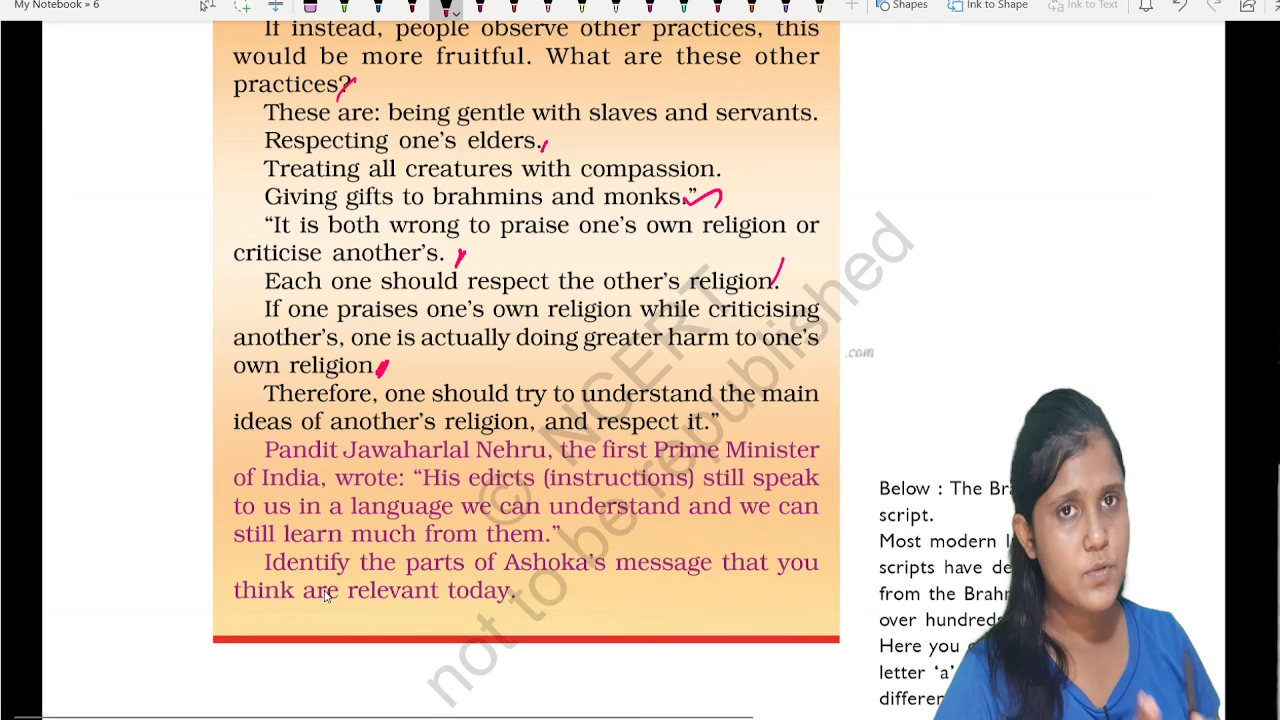 My Notebook » 6
Shapes
Ink to Shape
Ink to Text
If instead, people observe other practices, this
would be more fruitful. What are these other
practices?
These are: being gentle with slaves and servants.
Respecting one's elders.
Treating all creatures with compassion.
Giving gifts to brahmins and monks.”
“It is both wrong to praise one's own religion or
criticise another's.
Each one should respect the other's religion.
If one praises one's own religion while criticising
another's, one is actually doing greater harm to one's
own religion.
Therefore, one should try to understand the main
ideas of another's religion, and respect it.”
Pandit Jawaharlal Nehru, the first Prime Minister
of India, wrote: “His edicts (instructions) still speak
to us in a language we can understand and we can
still learn much from them.”
Identify the parts of Ashoka's message that you
think are relevant today.
© NCERT
not to be republished
.com
Below : The
script.
Most modern
scripts have
from the
over hundreds
Here you
letter ‘a’